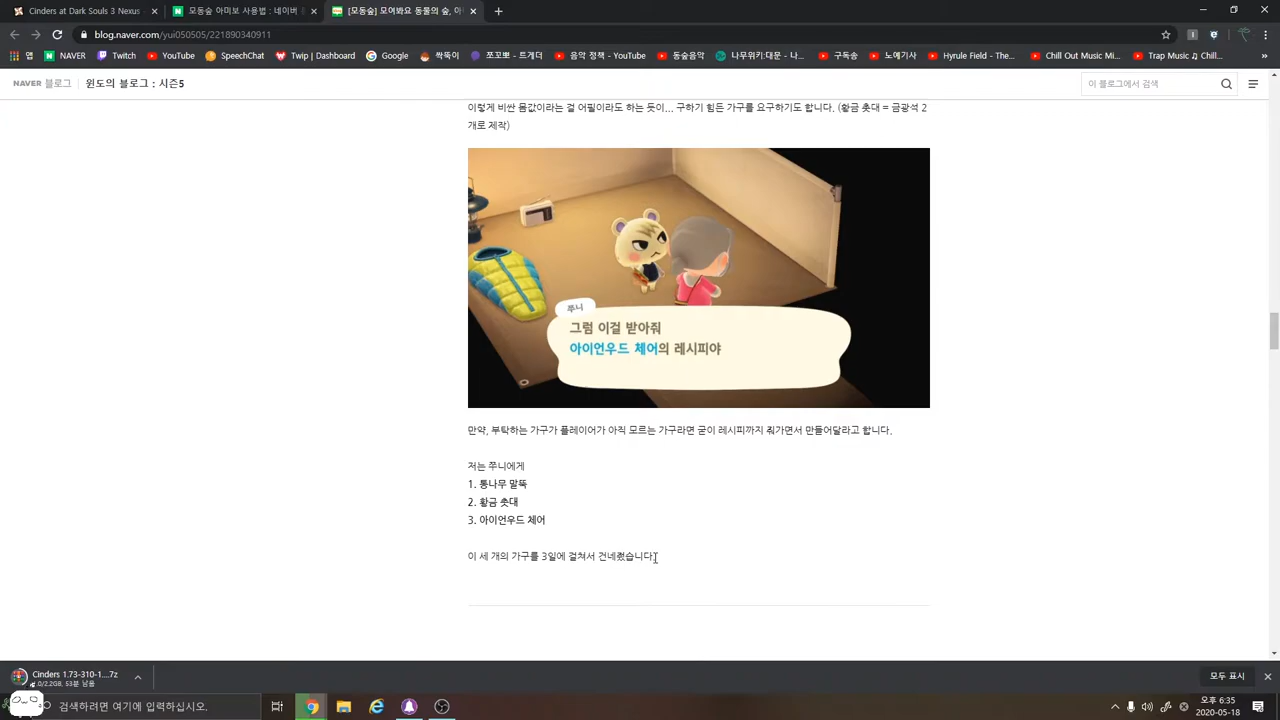 Cinders at Dark Souls 3 Nexus -
모동숲 아미보 사용법 : 네이버
[모동숲] 모여봐요 동물의 숲, 아
blog.naver.com/yui050505/221890340911
앱
NAVER
Twitch
YouTube
SpeechChat
Twip | Dashboard
Google
싹뚝이
쪼꼬뽀 - 트게더
음악 정책 - YouTube
동숲음악
나무위키:대문 - 나...
구독송
노예기사
Hyrule Field - The...
Chill Out Music Mi...
Trap Music ♫ Chill...
NAVER 블로그
윈도의 블로그 : 시즌5
이 블로그에서 검색
이렇게 비싼 몸값이라는 걸 어필이라도 하는 듯이... 구하기 힘든 가구를 요구하기도 합니다. (황금 촛대 = 금광석 2
개로 제작)
쭈니
그럼 이걸 받아줘
아이언우드 체어의 레시피야
만약, 부탁하는 가구가 플레이어가 아직 모르는 가구라면 굳이 레시피까지 줘가면서 만들어달라고 합니다.
저는 쭈니에게
1. 통나무 말뚝
2. 황금 촛대
3. 아이언우드 체어
이 세 개의 가구를 3일에 걸쳐서 건네줬습니다.
Cinders 1.73-310-1....7z
.0/2.2GB, 53분 남음
모두 표시
검색하려면 여기에 입력하십시오.
오후 6:35
2020-05-18